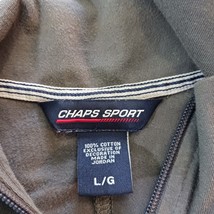 CHAPS SPORT
100% COTTON
EXCLUSIVE OF
DECORATION
MADE IN
JORDAN
L/G